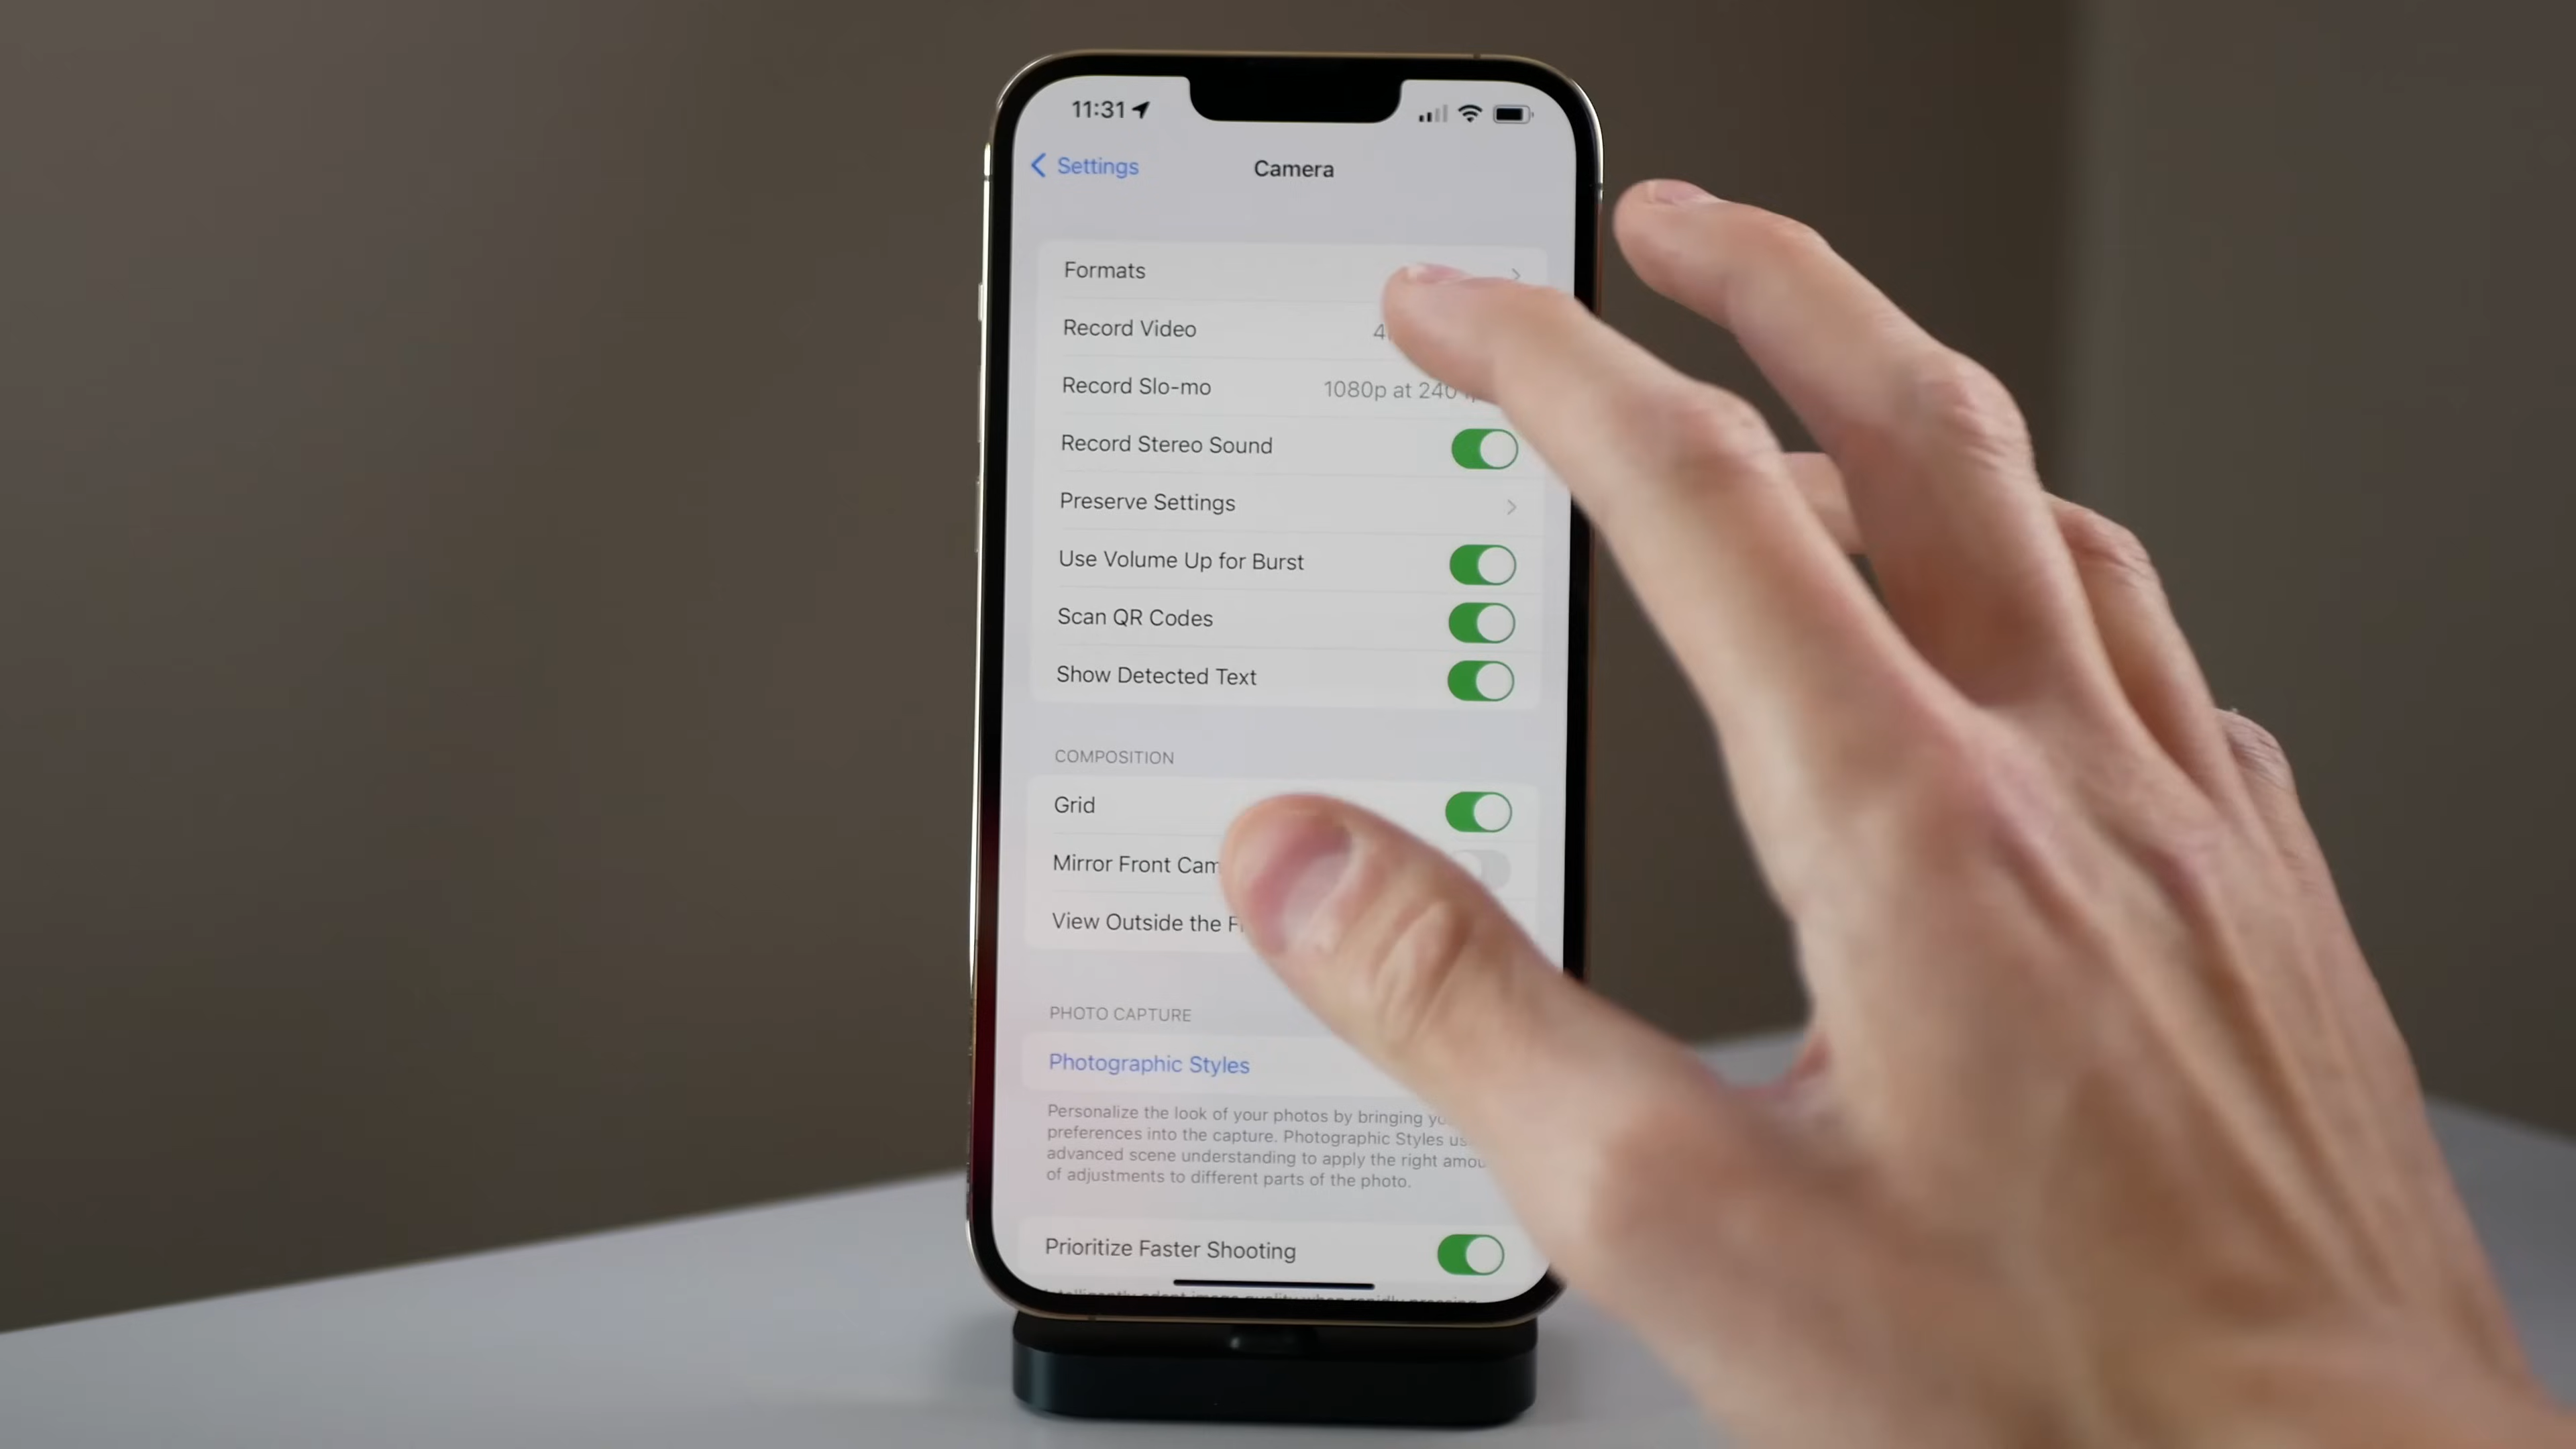 11:31
Settings
Camera
Formats
Record Video
Record Slo-mo 1080p at 240
Record Stereo Sound
Preserve Settings
Use Volume Up for Burst
Scan QR Codes
Show Detected Text
COMPOSITION
Grid
Mirror Front
View Outside the
PHOTO CAPTURE
Photographic Styles
Personalize the look of your photos by bringing
preferences into the capture. Photographic Styles
advanced scene understanding to apply the right
of adjustments to different parts of the photo.
Prioritize Faster Shooting